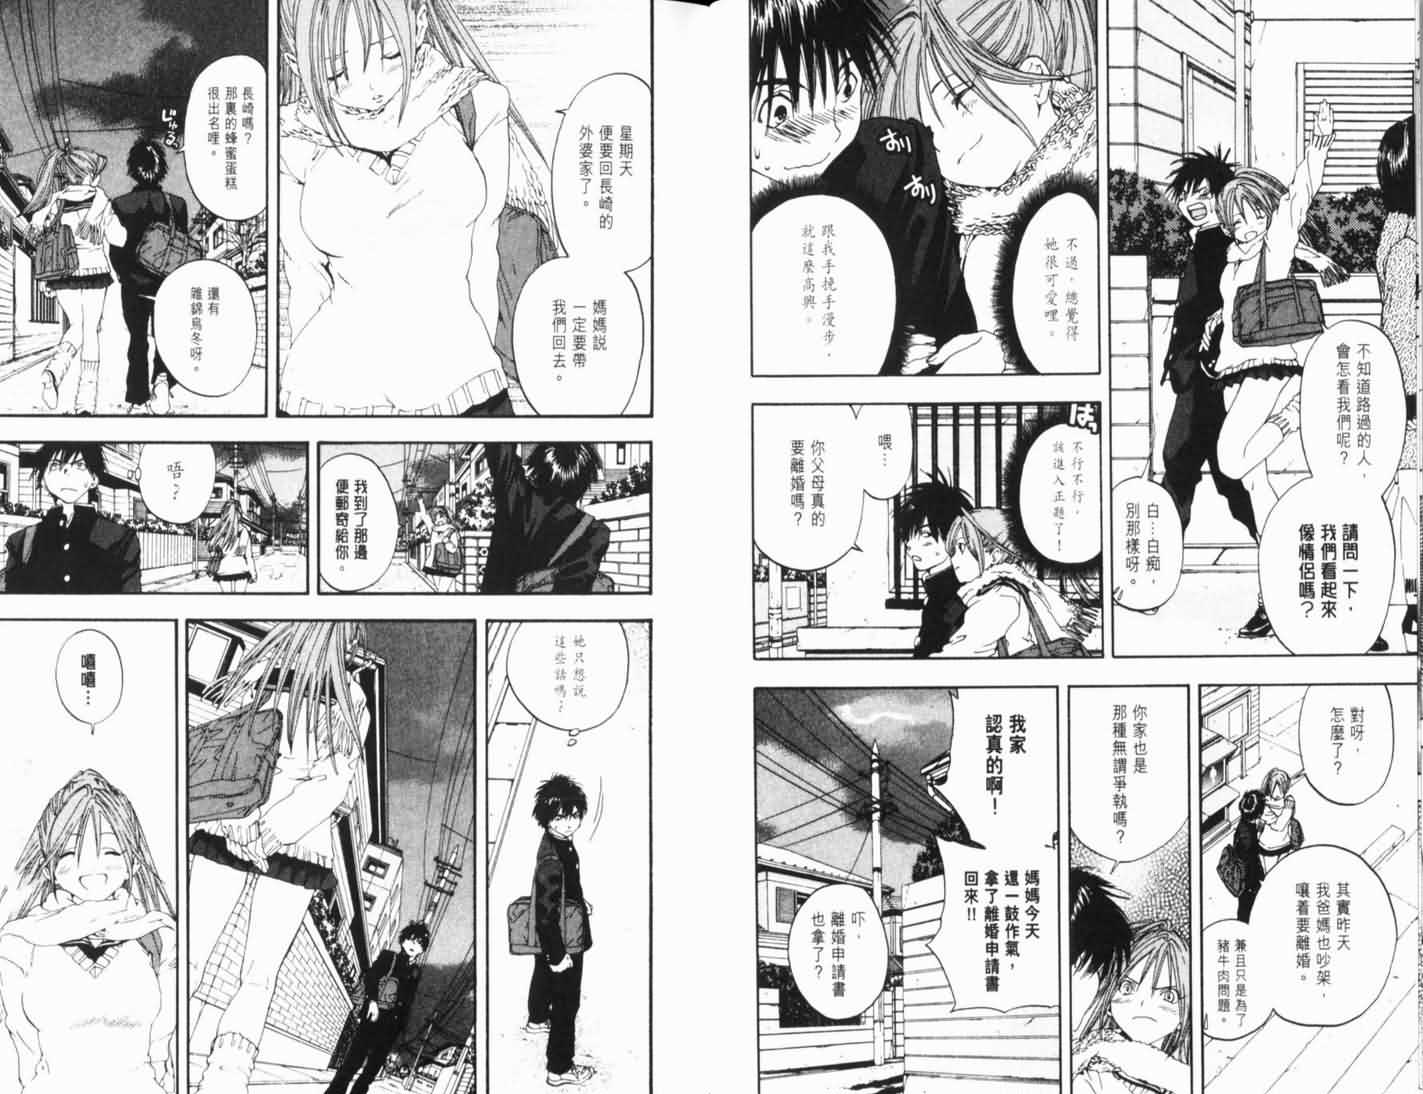 不知道路過的人，
會怎看我們呢？
請問一下，
我們看起來
像情侶嗎？
白…白痴，
別那樣呀。
不過，總覺得
她很可愛哩。
跟我手挽手漫步，
就這麼高興。
おり
おり
はっ
不行不行，
該進入正題了！
喂…
你父母真的
要離婚嗎？
對呀，
怎麼了？
其實昨天
我爸媽也吵架，
嚷着要離婚。
兼且只是為了
豬牛肉問題。
你家也是
那種無謂爭執嗎？
我家
認真的啊！
媽媽今天
還一鼓作氣，
拿了離婚申請書
回來!!
吓，
離婚申請書
也拿了？
星期天
便要回長崎的
外婆家了。
媽媽說
一定要帶
我們回去。
長崎嗎？
那裏的蜂蜜蛋糕
很出名哩。
じゅる
還有
雜錦烏冬呀。
我到了那邊
便郵寄給你。
唔？
她只想說
這些話嗎？
嘻嘻…